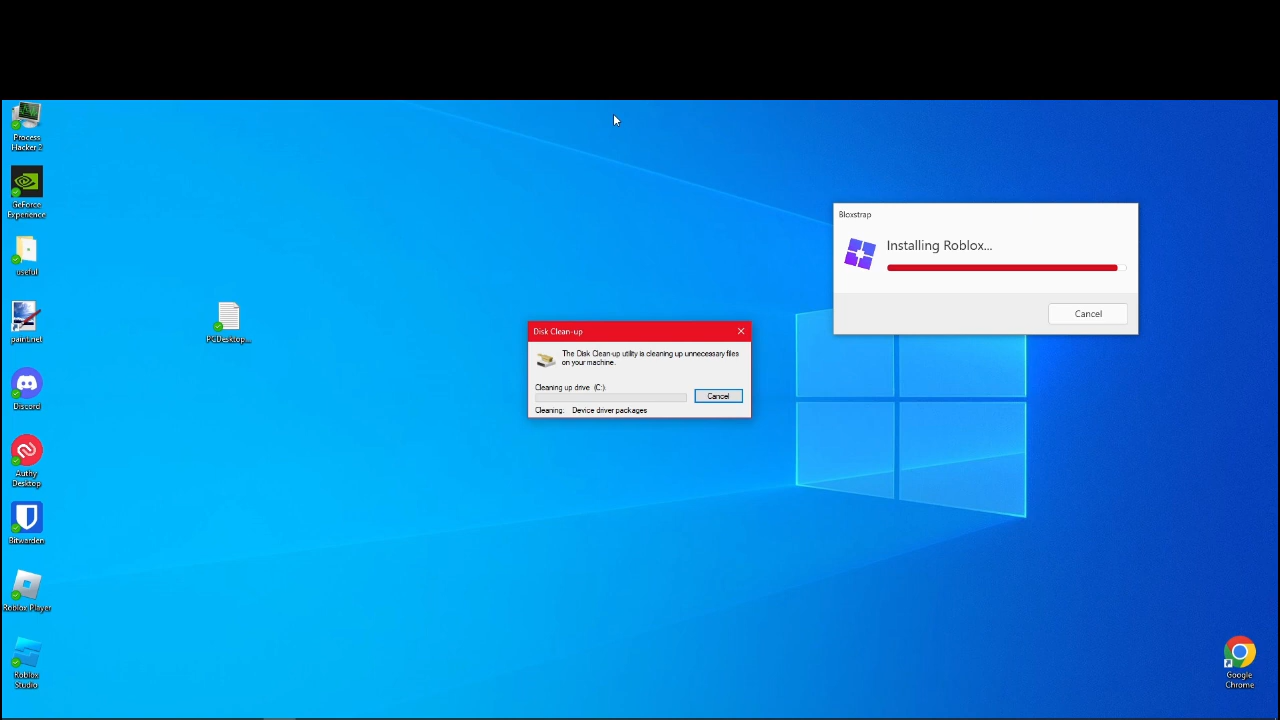 Process
Hacker 2
GeForce
Experience
useful
paint.net
PGDesktop...
Discord
Authy
Desktop
Bitwarden
Roblox Player
Roblox
Studio
Disk Clean-up
The Disk Clean-up utility is cleaning up unnecessary files
on your machine.
Cleaning up drive (C:).
Cancel
Cleaning: Device driver packages
Bloxstrap
Installing Roblox...
Cancel
Google
Chrome